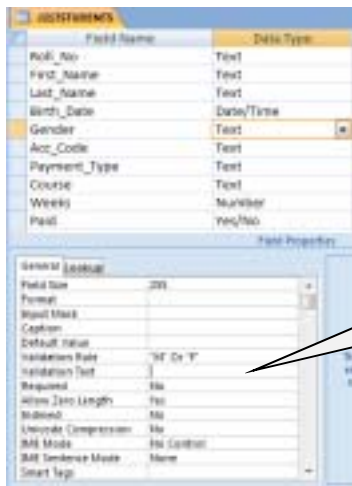 Field Name Data Type
Roll_No Text
First_Name Text
Last_Name Text
Birth_Date Date/Time
Gender Text
Acc_Code Text
Payment_Type Text
Course Text
Weeks Number
Paid Yes/No
Field Properties
General Lookup
Field Size 255
Format
Input Mask
Caption
Default Value
Validation Rule "M" Or "F"
Validation Text
Required No
Allow Zero Length Yes
Indexed No
Unicode Compression No
IME Mode No Control
IME Sentence Mode None
Smart Tags